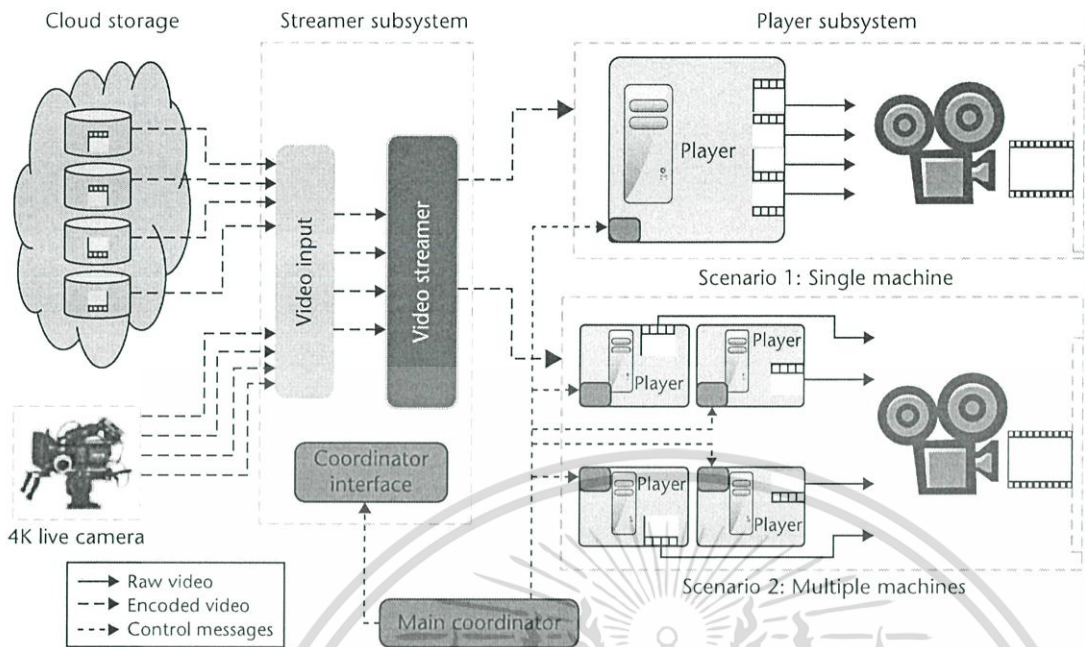 Cloud storage
Streamer subsystem
Player subsystem
Video input
Video streamer
Player
Scenario 1: Single machine
Player
Player
Player
Player
Scenario 2: Multiple machines
Coordinator
interface
4K live camera
Raw video
Encoded video
Control messages
Main coordinator